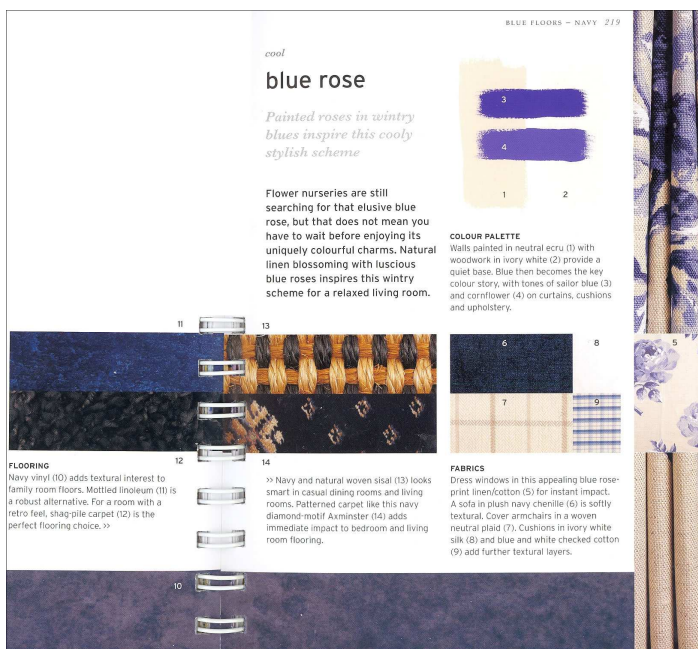 BLUE FLOORS – NAVY 219
cool
blue rose
Painted roses in wintry
blues inspire this cooly
stylish scheme
Flower nurseries are still
searching for that elusive blue
rose, but that does not mean you
have to wait before enjoying its
uniquely colourful charms. Natural
linen blossoming with luscious
blue roses inspires this wintry
scheme for a relaxed living room.
3
4
1
2
COLOUR PALETTE
Walls painted in neutral ecru (1) with
woodwork in ivory white (2) provide a
quiet base. Blue then becomes the key
colour story, with tones of sailor blue (3)
and cornflower (4) on curtains, cushions
and upholstery.
11
13
6
8
5
7
9
12
14
FLOORING
Navy vinyl (10) adds textural interest to
family room floors. Mottled linoleum (11) is
a robust alternative. For a room with a
retro feel, shag-pile carpet (12) is the
perfect flooring choice. >>
>> Navy and natural woven sisal (13) looks
smart in casual dining rooms and living
rooms. Patterned carpet like this navy
diamond-motif Axminster (14) adds
immediate impact to bedroom and living
room flooring.
FABRICS
Dress windows in this appealing blue rose-
print linen/cotton (5) for instant impact.
A sofa in plush navy chenille (6) is softly
textural. Cover armchairs in a woven
neutral plaid (7). Cushions in ivory white
silk (8) and blue and white checked cotton
(9) add further textural layers.
10